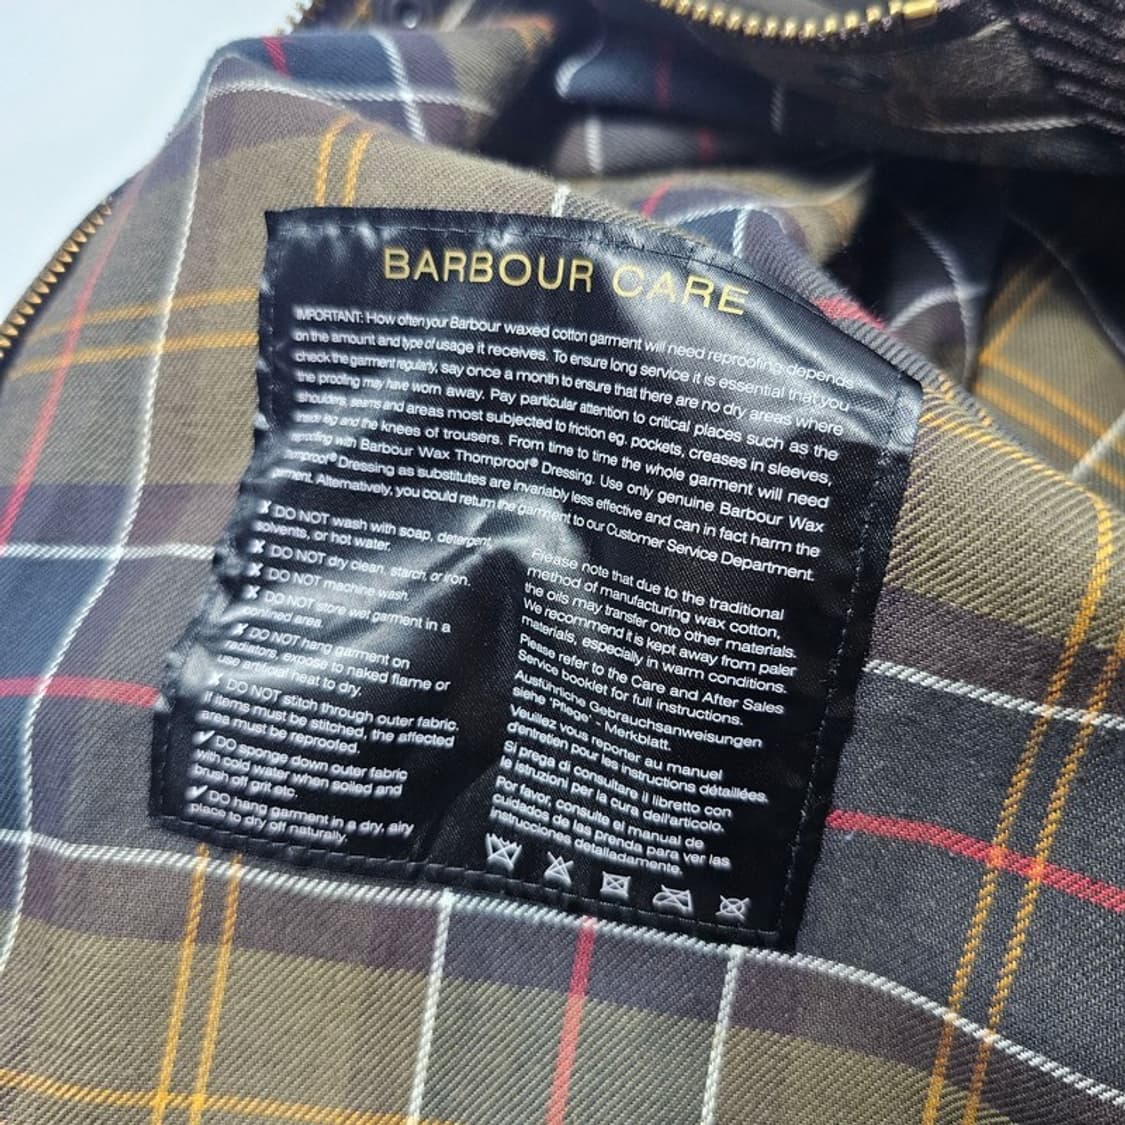 BARBOUR CARE
IMPORTANT: How often your Barbour waxed cotton garment will need reproofing depends
on the amount and type of usage it receives. To ensure long service it is essential that you
check the garment regularly, say once a month to ensure that there are no dry areas where
the proofing may have worn away. Pay particular attention to critical places such as the
shoulders, seams and areas most subjected to friction eg. pockets, creases in sleeves,
inside leg and the knees of trousers. From time to time the whole garment will need
reproofing with Barbour Wax Thornproof® Dressing. Use only genuine Barbour Wax
Thornproof® Dressing as substitutes are invariably less effective and can in fact harm the
garment. Alternatively, you could return the garment to our Customer Service Department.
✗ DO NOT wash with soap, detergent,
solvents, or hot water.
✗ DO NOT dry clean, starch, or iron.
✗ DO NOT machine wash.
✗ DO NOT store wet garment in a
confined area.
✗ DO NOT hang garment on
radiators, expose to naked flame or
use artificial heat to dry.
✗ DO NOT stitch through outer fabric.
If items must be stitched, the affected
area must be reproofed.
✓ DO sponge down outer fabric
with cold water when soiled and
brush off grit etc.
✓ DO hang garment in a dry, airy
place to dry off naturally.
Please note that due to the traditional
method of manufacturing wax cotton,
the oils may transfer onto other materials.
We recommend it is kept away from paler
materials, especially in warm conditions.
Please refer to the Care and After Sales
Service booklet for full instructions.
Ausführliche Gebrauchsanweisungen
siehe 'Pflege' - Merkblatt.
Veuillez vous reporter au manuel
d'entretien pour les instructions détaillées.
Si prega di consultare il libretto con
le istruzioni per la cura dell'articolo.
Por favor, consulte el manual de
cuidados de las prenda para ver las
instrucciones detalladamente.